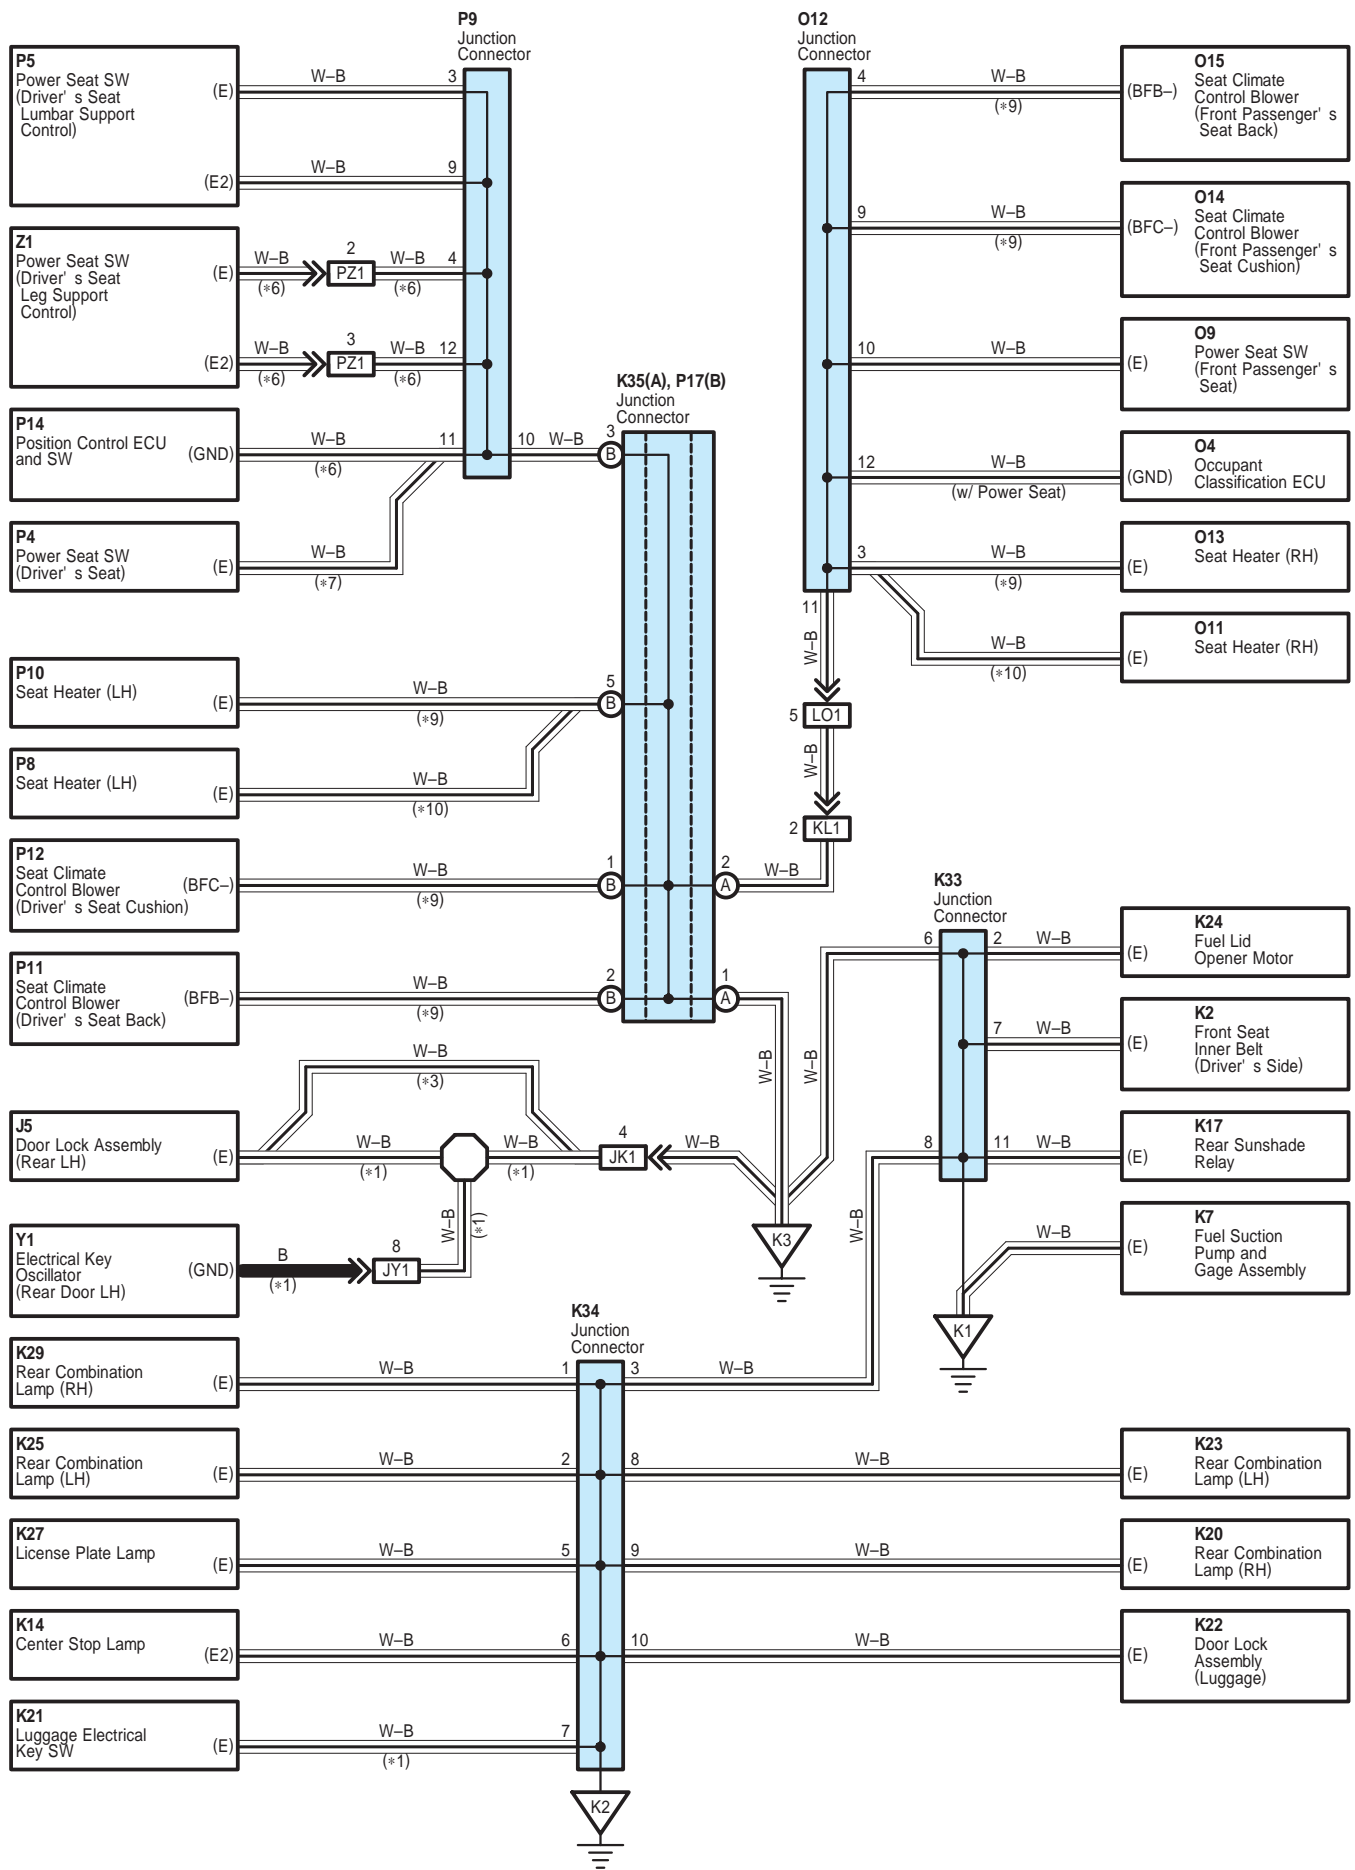 P9
Junction
Connector
O12
Junction
Connector
P5
Power Seat SW
(Driver' s Seat
Lumbar Support
Control)
(E)
W–B
3
(E2)
W–B
9
Z1
Power Seat SW
(Driver' s Seat
Leg Support
Control)
(E)
W–B
(*6)
2
PZ1
W–B
(*6)
4
(E2)
W–B
(*6)
3
PZ1
W–B
(*6)
12
P14
Position Control ECU
and SW
(GND)
W–B
(*6)
11
10
W–B
3
B
P4
Power Seat SW
(Driver' s Seat)
(E)
W–B
(*7)
K35(A), P17(B)
Junction
Connector
P10
Seat Heater (LH)
(E)
W–B
(*9)
5
B
P8
Seat Heater (LH)
(E)
W–B
(*10)
P12
Seat Climate
Control Blower
(Driver' s Seat Cushion)
(BFC–)
W–B
(*9)
1
B
2
A
W–B
P11
Seat Climate
Control Blower
(Driver' s Seat Back)
(BFB–)
W–B
(*9)
2
B
1
A
4
W–B
(*9)
(BFB–)
O15
Seat Climate
Control Blower
(Front Passenger' s
Seat Back)
9
W–B
(*9)
(BFC–)
O14
Seat Climate
Control Blower
(Front Passenger' s
Seat Cushion)
10
W–B
(E)
O9
Power Seat SW
(Front Passenger' s
Seat)
12
W–B
(w/ Power Seat)
(GND)
O4
Occupant
Classification ECU
3
W–B
(*9)
(E)
O13
Seat Heater (RH)
W–B
(*10)
(E)
O11
Seat Heater (RH)
11
W–B
5
LO1
W–B
2
KL1
K33
Junction
Connector
6
2
W–B
(E)
K24
Fuel Lid
Opener Motor
7
W–B
(E)
K2
Front Seat
Inner Belt
(Driver' s Side)
8
11
W–B
(E)
K17
Rear Sunshade
Relay
W–B
(E)
K7
Fuel Suction
Pump and
Gage Assembly
K1
W–B
(*3)
J5
Door Lock Assembly
(Rear LH)
(E)
W–B
(*1)
W–B
(*1)
4
JK1
W–B
W–B
W–B
K3
W–B
Y1
Electrical Key
Oscillator
(Rear Door LH)
(GND)
B
(*1)
8
JY1
W–B
(*1)
K34
Junction
Connector
K29
Rear Combination
Lamp (RH)
(E)
W–B
1
3
W–B
K25
Rear Combination
Lamp (LH)
(E)
W–B
2
8
W–B
(E)
K23
Rear Combination
Lamp (LH)
K27
License Plate Lamp
(E)
W–B
5
9
W–B
(E)
K20
Rear Combination
Lamp (RH)
K14
Center Stop Lamp
(E2)
W–B
6
10
W–B
(E)
K22
Door Lock
Assembly
(Luggage)
K21
Luggage Electrical
Key SW
(E)
W–B
(*1)
7
K2